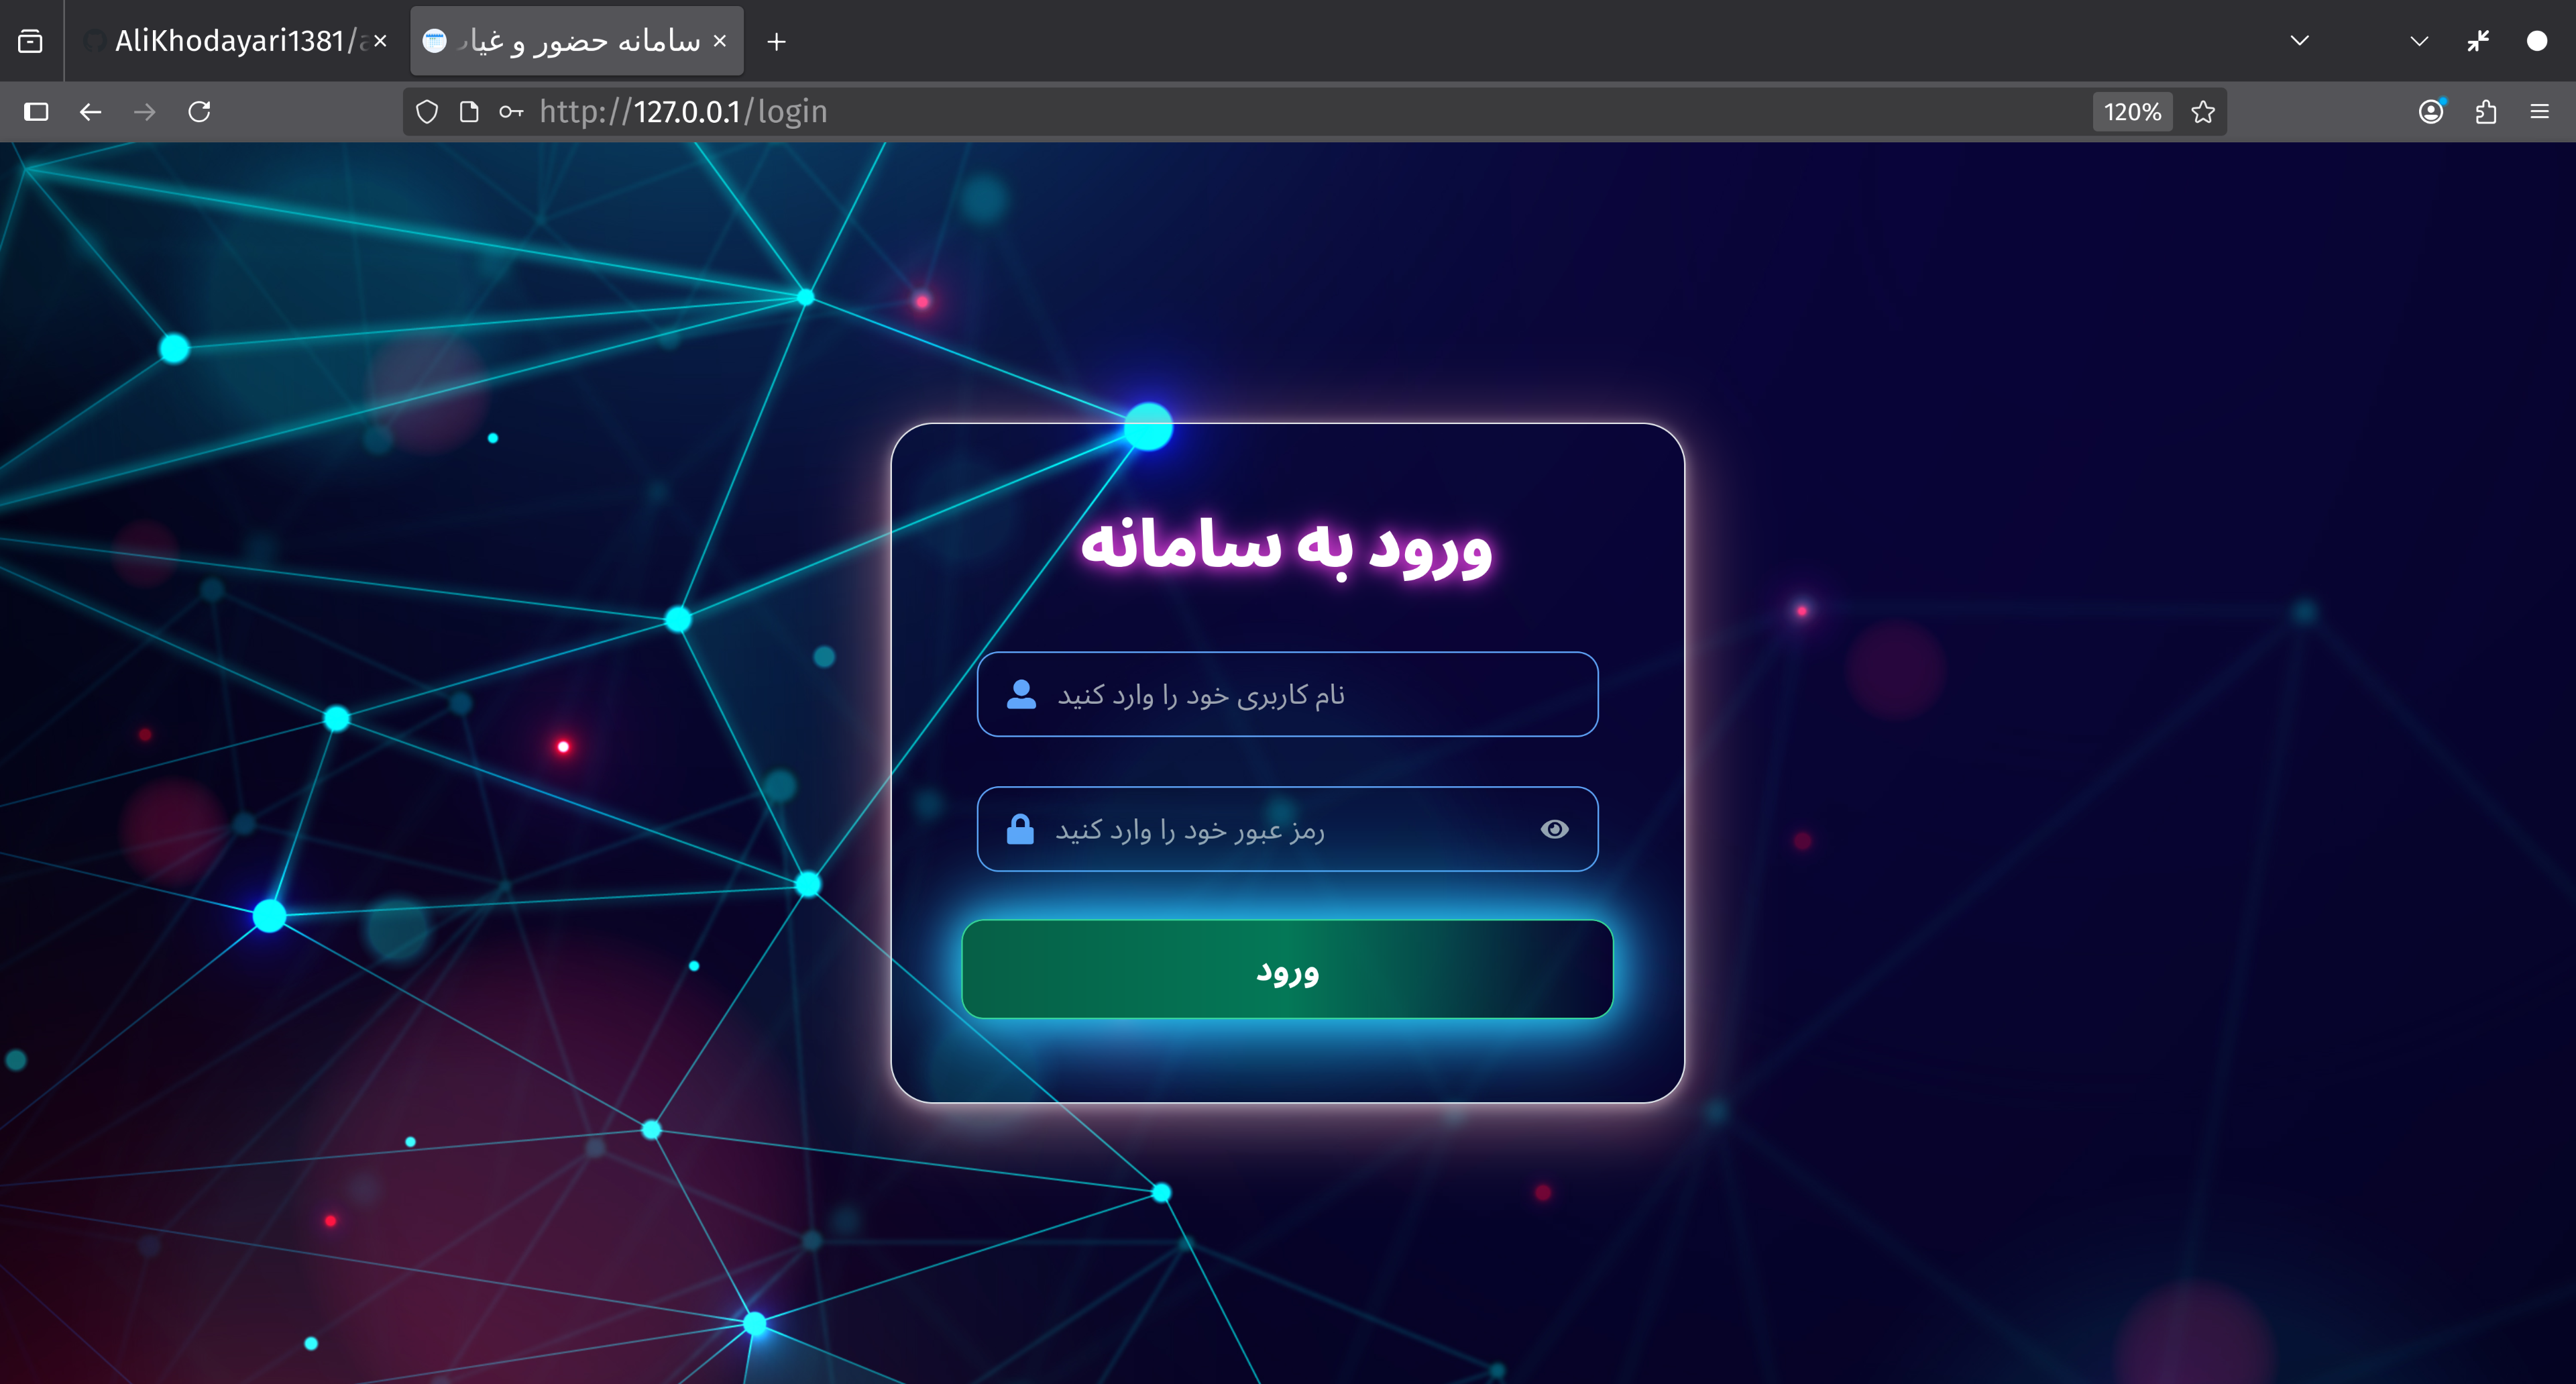 AliKhodayari1381/
سامانه حضور و غیاب
http://127.0.0.1/login
120%
ورود به سامانه
نام کاربری خود را وارد کنید
رمز عبور خود را وارد کنید
ورود